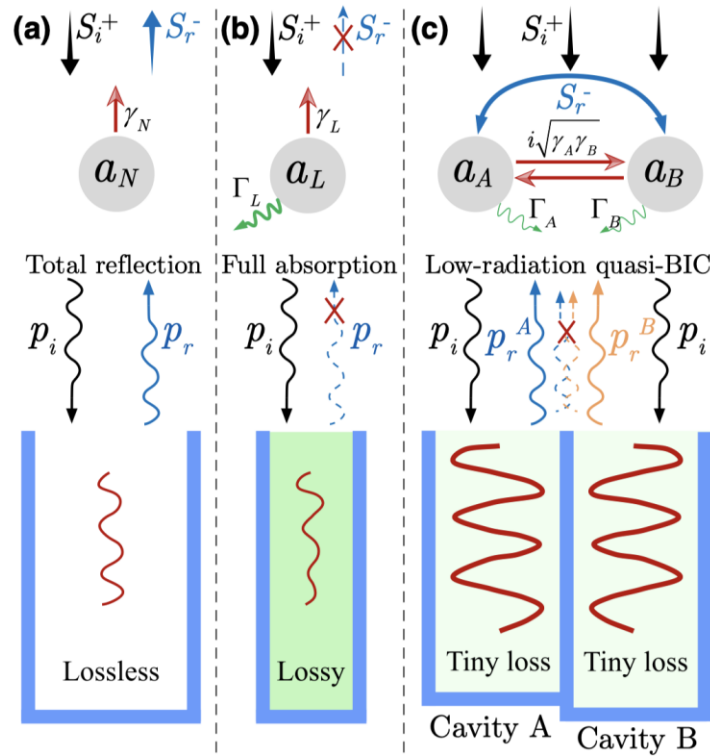 (a) S_i^+ S_r^-
γ_N
a_N
Total reflection
p_i p_r
Lossless
(b) S_i^+ S_r^-
γ_L
a_L
Γ_L
Full absorption
p_i p_r
Lossy
(c) S_i^+
S_r^-
i√(γ_A γ_B)
a_A a_B
Γ_A Γ_B
Low-radiation quasi-BIC
p_i p_r^A p_r^B p_i
Tiny loss Tiny loss
Cavity A Cavity B